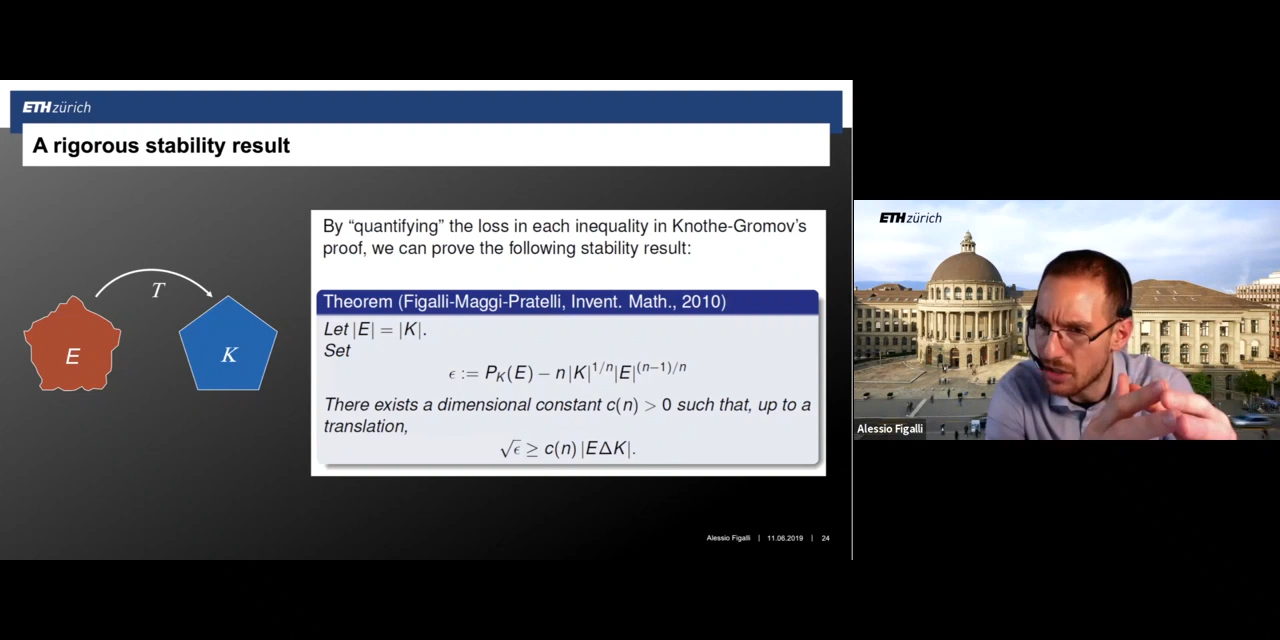 ETH zürich
A rigorous stability result
By “quantifying” the loss in each inequality in Knothe-Gromov’s
proof, we can prove the following stability result:
Theorem (Figalli-Maggi-Pratelli, Invent. Math., 2010)
Let |E| = |K|.
Set
ϵ := P_K(E) − n|K|^{1/n}|E|^{(n−1)/n}
There exists a dimensional constant c(n) > 0 such that, up to a
translation,
√ϵ ≥ c(n)|EΔK|.
T
E
K
Alessio Figalli | 11.06.2019 | 24
ETH zürich
Alessio Figalli